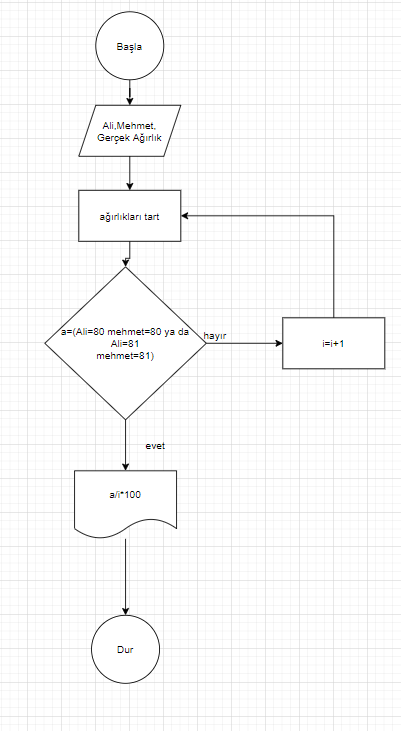 Başla
Ali,Mehmet,
Gerçek Ağırlık
ağırlıkları tart
a=(Ali=80 mehmet=80 ya da
Ali=81
mehmet=81)
hayır
i=i+1
evet
a/i*100
Dur